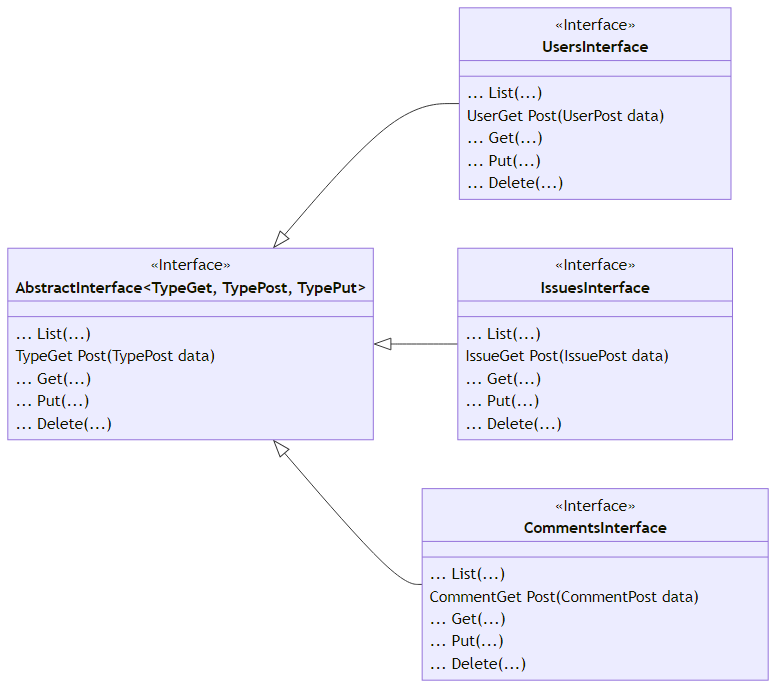 «Interface»
UsersInterface
... List(...)
UserGet Post(UserPost data)
... Get(...)
... Put(...)
... Delete(...)
«Interface»
AbstractInterface<TypeGet, TypePost, TypePut>
... List(...)
TypeGet Post(TypePost data)
... Get(...)
... Put(...)
... Delete(...)
«Interface»
IssuesInterface
... List(...)
IssueGet Post(IssuePost data)
... Get(...)
... Put(...)
... Delete(...)
«Interface»
CommentsInterface
... List(...)
CommentGet Post(CommentPost data)
... Get(...)
... Put(...)
... Delete(...)